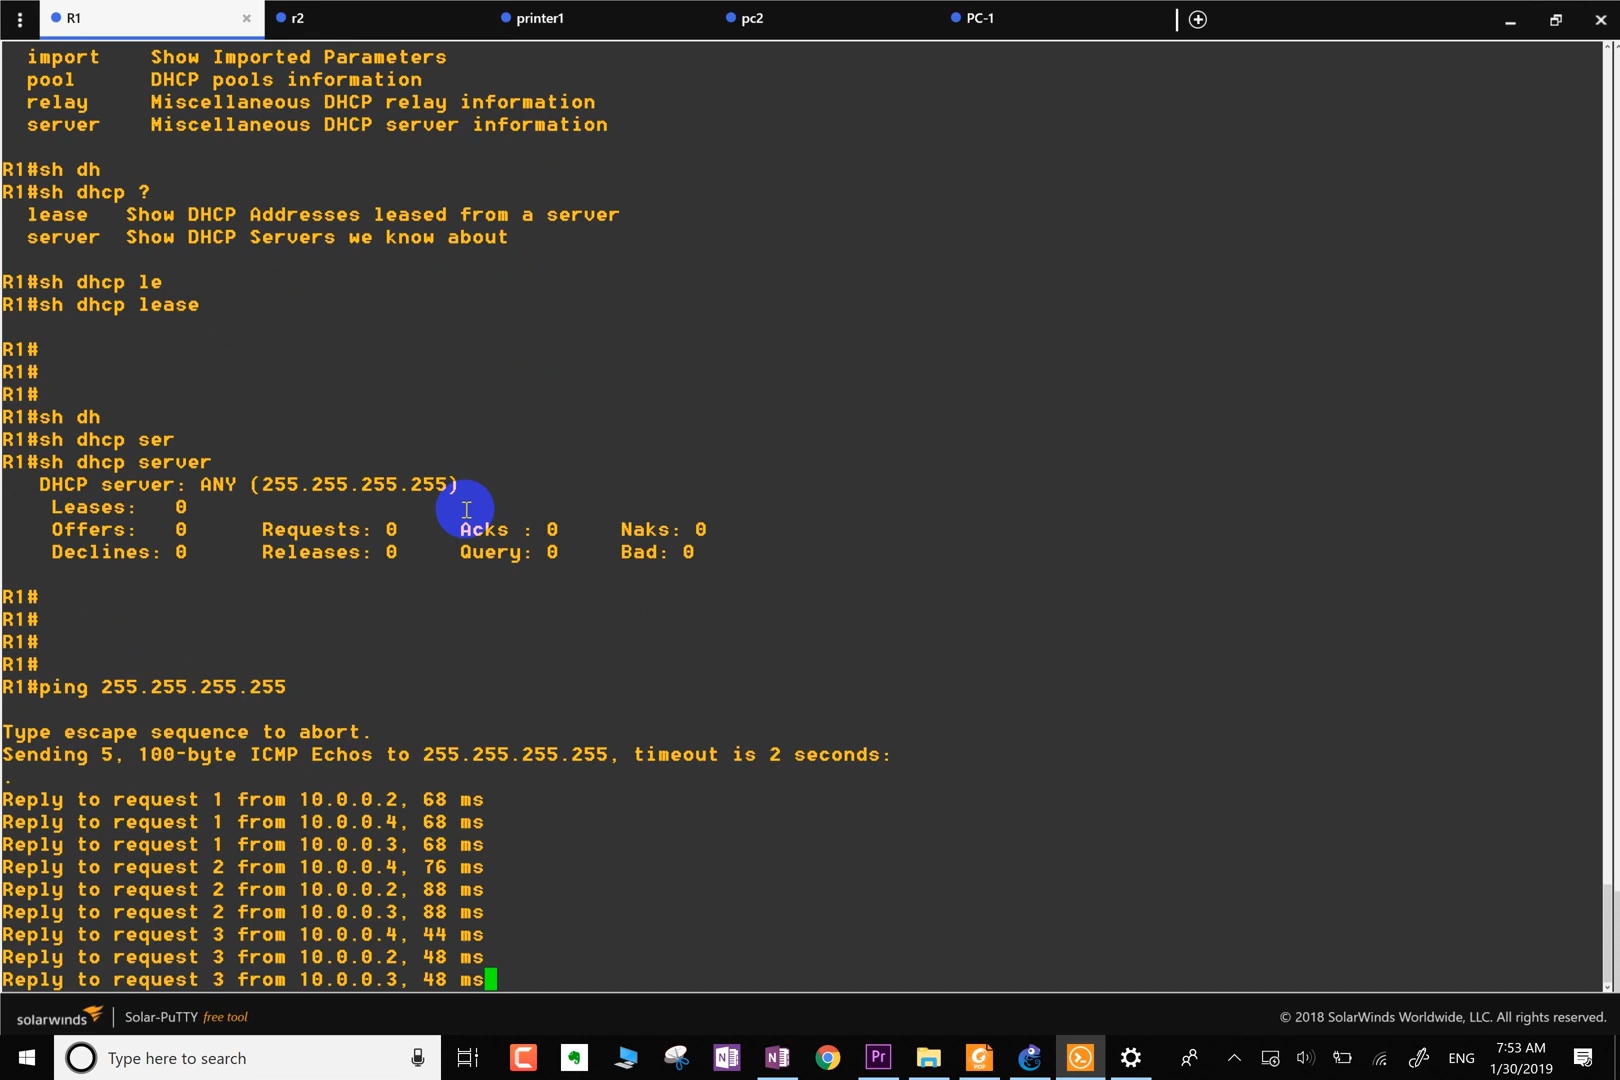 R1 × r2 printer1 pc2 PC-1
import Show Imported Parameters
pool DHCP pools information
relay Miscellaneous DHCP relay information
server Miscellaneous DHCP server information
R1#sh dh
R1#sh dhcp ?
lease Show DHCP Addresses leased from a server
server Show DHCP Servers we know about
R1#sh dhcp le
R1#sh dhcp lease
R1#
R1#
R1#
R1#sh dh
R1#sh dhcp ser
R1#sh dhcp server
DHCP server: ANY (255.255.255.255)
Leases: 0
Offers: 0 Requests: 0 Acks : 0 Naks: 0
Declines: 0 Releases: 0 Query: 0 Bad: 0
R1#
R1#
R1#
R1#
R1#ping 255.255.255.255
Type escape sequence to abort.
Sending 5, 100-byte ICMP Echos to 255.255.255.255, timeout is 2 seconds:
.
Reply to request 1 from 10.0.0.2, 68 ms
Reply to request 1 from 10.0.0.4, 68 ms
Reply to request 1 from 10.0.0.3, 68 ms
Reply to request 2 from 10.0.0.4, 76 ms
Reply to request 2 from 10.0.0.2, 88 ms
Reply to request 2 from 10.0.0.3, 88 ms
Reply to request 3 from 10.0.0.4, 44 ms
Reply to request 3 from 10.0.0.2, 48 ms
Reply to request 3 from 10.0.0.3, 48 ms
solarwinds Solar-PuTTY free tool © 2018 SolarWinds Worldwide, LLC. All rights reserved.
Type here to search Pr PDF ENG 7:53 AM
1/30/2019